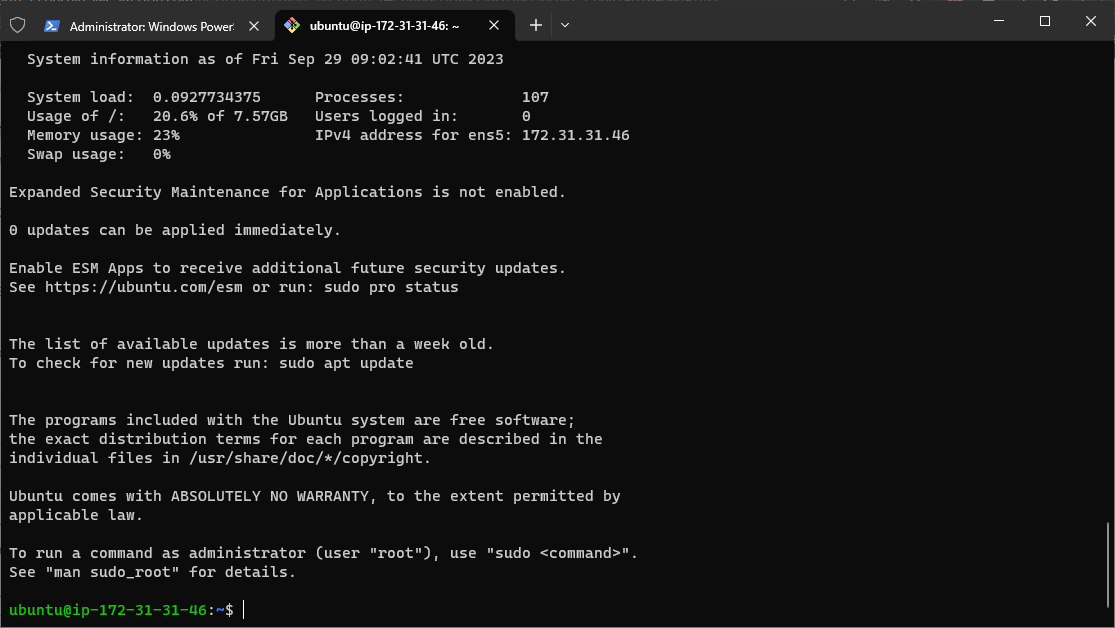 Administrator: Windows Power
ubuntu@ip-172-31-31-46: ~
System information as of Fri Sep 29 09:02:41 UTC 2023
System load:  0.0927734375      Processes:             107
Usage of /:   20.6% of 7.57GB   Users logged in:       0
Memory usage: 23%               IPv4 address for ens5: 172.31.31.46
Swap usage:   0%
Expanded Security Maintenance for Applications is not enabled.
0 updates can be applied immediately.
Enable ESM Apps to receive additional future security updates.
See https://ubuntu.com/esm or run: sudo pro status
The list of available updates is more than a week old.
To check for new updates run: sudo apt update
The programs included with the Ubuntu system are free software;
the exact distribution terms for each program are described in the
individual files in /usr/share/doc/*/copyright.
Ubuntu comes with ABSOLUTELY NO WARRANTY, to the extent permitted by
applicable law.
To run a command as administrator (user "root"), use "sudo <command>".
See "man sudo_root" for details.
ubuntu@ip-172-31-31-46:~$